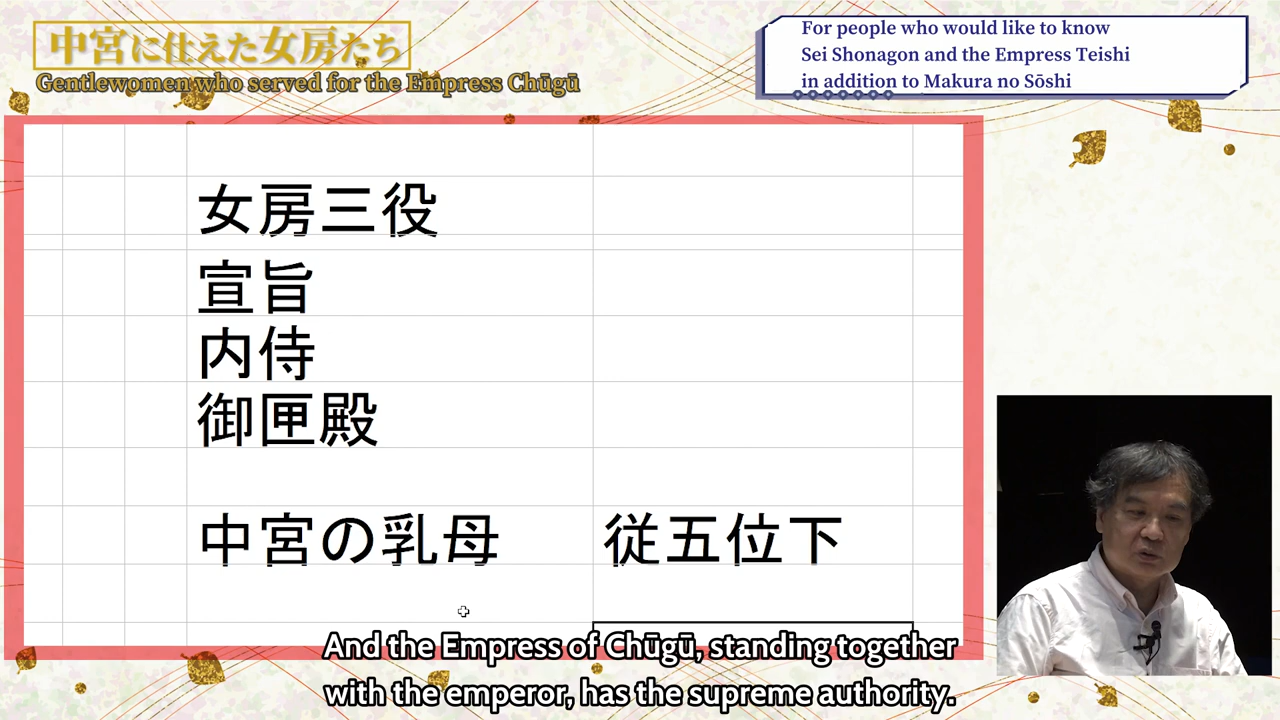 中宮に仕えた女房たち
Gentlewomen who served for the Empress Chūgū
For people who would like to know
Sei Shonagon and the Empress Teishi
in addition to Makura no Sōshi
女房三役
宣旨
内侍
御匣殿
中宮の乳母 従五位下
And the Empress of Chūgū, standing together
with the emperor, has the supreme authority.